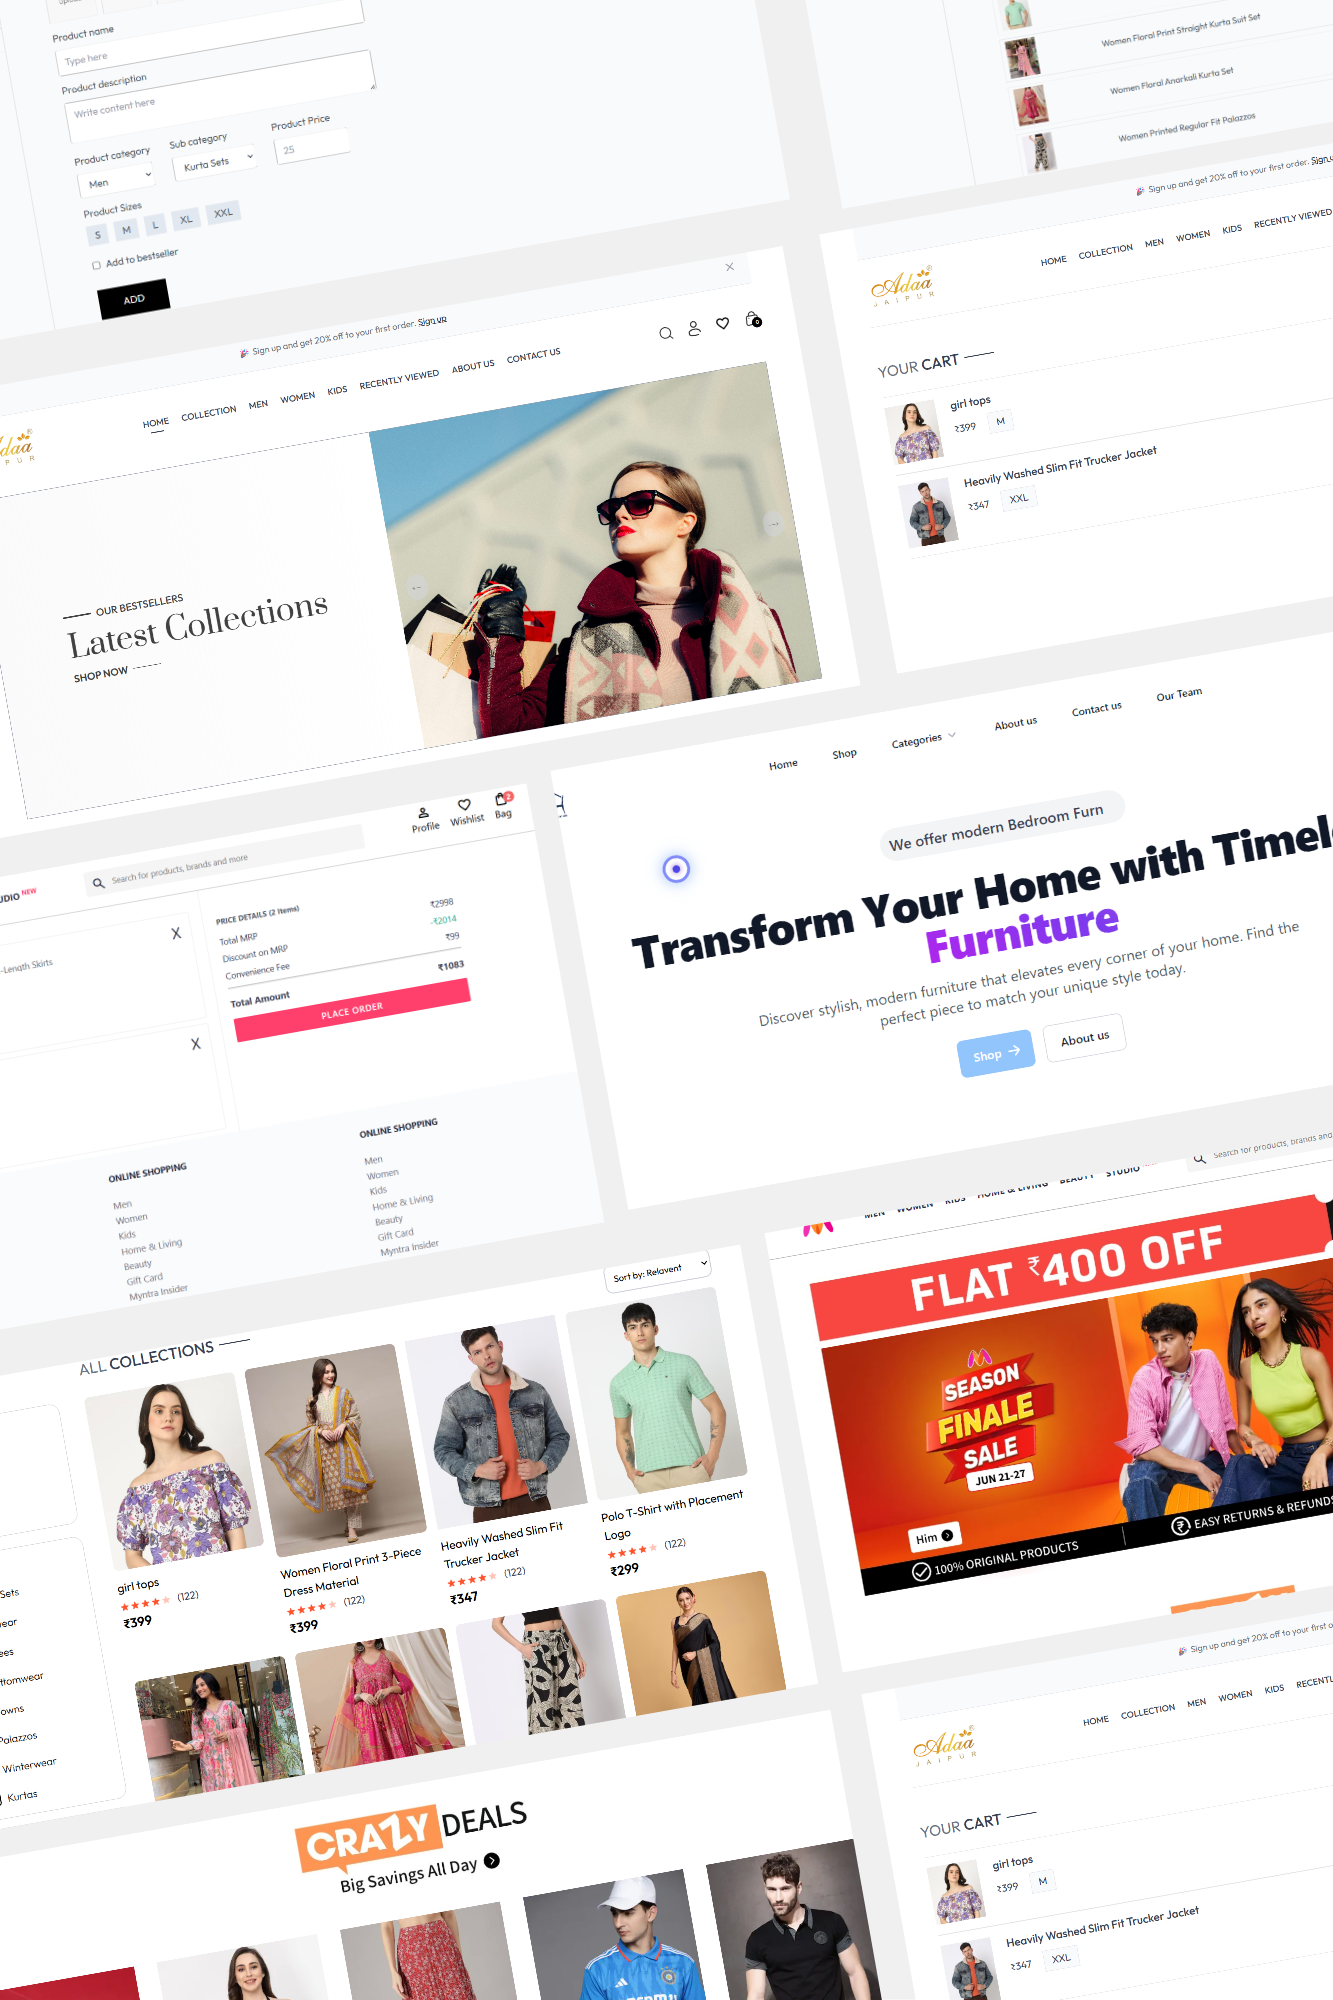 Product name
Type here
Product description
Write content here
Product category
Sub category
Product Price
Men
Kurta Sets
25
Product Sizes
S
M
L
XL
XXL
Add to bestseller
ADD
Women Floral Print Straight Kurta Suit Set
Women Floral Anarkali Kurta Set
Women Printed Regular Fit Palazzos
🎉 Sign up and get 20% off to your first order.
Adaa
JAIPUR
HOME
COLLECTION
MEN
WOMEN
KIDS
RECENTLY VIEWED
YOUR CART
girl tops
₹399
M
Heavily Washed Slim Fit Trucker Jacket
₹347
XXL
🎉 Sign up and get 20% off to your first order. Sign up
0
HOME
COLLECTION
MEN
WOMEN
KIDS
RECENTLY VIEWED
ABOUT US
CONTACT US
OUR BESTSELLERS
Latest Collections
SHOP NOW
Home
Shop
Categories
About us
Contact us
Our Team
We offer modern Bedroom Furn
Transform Your Home with
Furniture
Discover stylish, modern furniture that elevates every corner of your home. Find the
perfect piece to match your unique style today.
Shop →
About us
NEW
Search for products, brands and more
Profile
Wishlist
Bag
2
X
-Length Skirts
X
PRICE DETAILS (2 Items)
Total MRP
₹2998
Discount on MRP
-₹2014
Convenience Fee
₹99
Total Amount
₹1083
PLACE ORDER
ONLINE SHOPPING
Men
Women
Kids
Home & Living
Beauty
Gift Card
Myntra Insider
ONLINE SHOPPING
Men
Women
Kids
Home & Living
Beauty
Gift Card
Myntra Insider
MEN
WOMEN
KIDS
HOME & LIVING
BEAUTY
STUDIO
Search for products, brands and
FLAT ₹400 OFF
SEASON
FINALE
SALE
JUN 21-27
Him
100% ORIGINAL PRODUCTS
EASY RETURNS & REFUNDS
Sort by: Relavent
ALL COLLECTIONS
girl tops
(122)
₹399
Women Floral Print 3-Piece
Dress Material
(122)
₹399
Heavily Washed Slim Fit
Trucker Jacket
(122)
₹347
Polo T-Shirt with Placement
Logo
(122)
₹299
Sets
Palazzos
Winterwear
Kurtas
🎉 Sign up and get 20% off to your first
Adaa
JAIPUR
HOME
COLLECTION
MEN
WOMEN
KIDS
YOUR CART
girl tops
₹399
M
Heavily Washed Slim Fit Trucker Jacket
₹347
XXL
CRAZY DEALS
Big Savings All Day